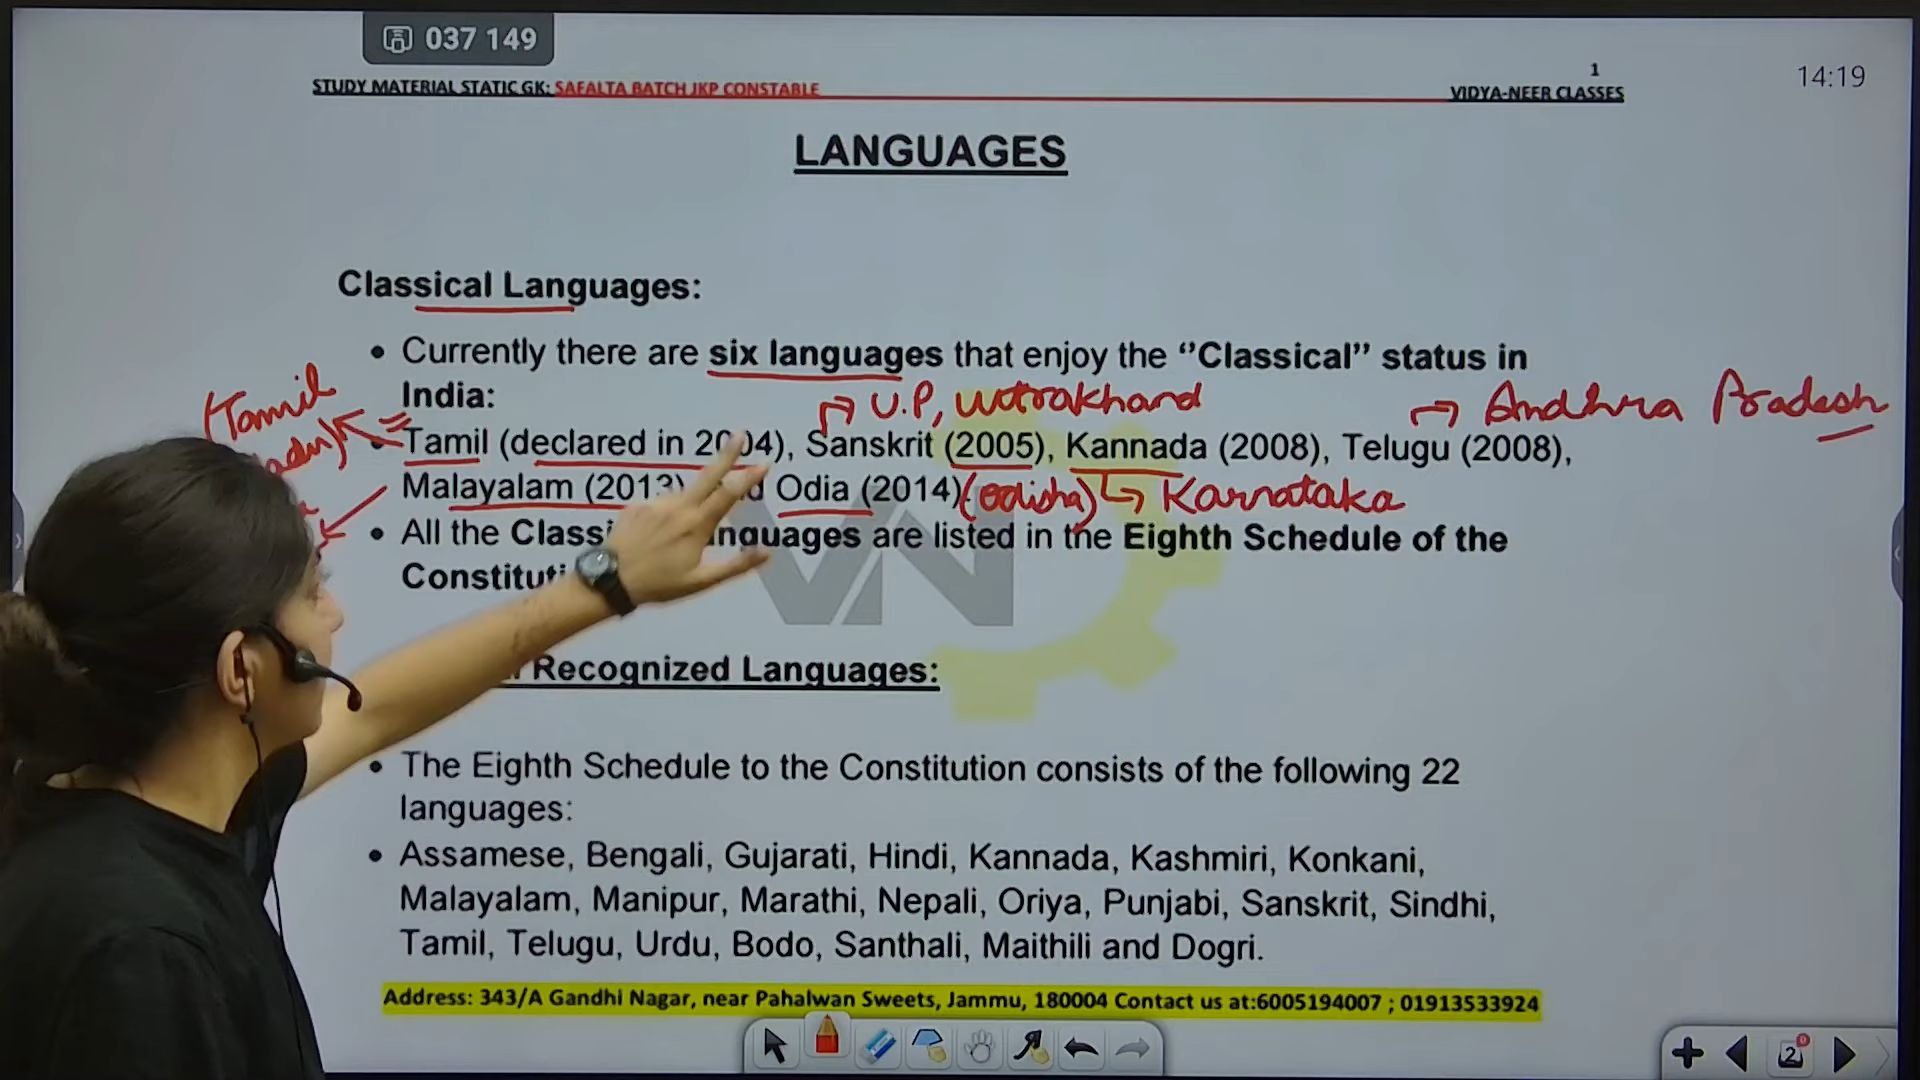 037 149
14:19
1
STUDY MATERIAL STATIC GK: SAFALTA BATCH JKP CONSTABLE
VIDYA-NEER CLASSES
LANGUAGES
Classical Languages:
• Currently there are six languages that enjoy the ‘’Classical” status in
India:
(Tamil
U.P, Uttrakhand
Andhra Pradesh
• Tamil (declared in 2004), Sanskrit (2005), Kannada (2008), Telugu (2008),
Malayalam (2013) Odia (2014) (Odisha) Karnataka
• All the Languages are listed in the Eighth Schedule of the
Recognized Languages:
• The Eighth Schedule to the Constitution consists of the following 22
languages:
• Assamese, Bengali, Gujarati, Hindi, Kannada, Kashmiri, Konkani,
Malayalam, Manipur, Marathi, Nepali, Oriya, Punjabi, Sanskrit, Sindhi,
Tamil, Telugu, Urdu, Bodo, Santhali, Maithili and Dogri.
Address: 343/A Gandhi Nagar, near Pahalwan Sweets, Jammu, 180004 Contact us at:6005194007 ; 01913533924
VN
2